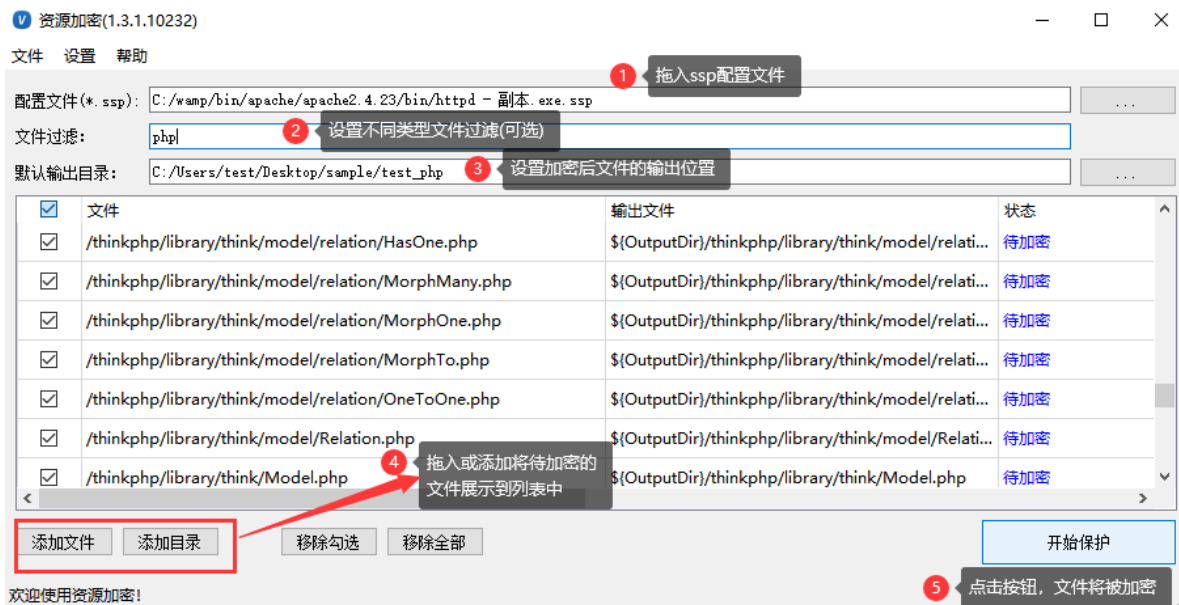 资源加密(1.3.1.10232)
文件 设置 帮助
1 拖入ssp配置文件
配置文件(*.ssp): C:/wamp/bin/apache/apache2.4.23/bin/httpd - 副本.exe.ssp ...
文件过滤: php 2 设置不同类型文件过滤(可选)
默认输出目录: C:/Users/test/Desktop/sample/test_php 3 设置加密后文件的输出位置 ...
文件 输出文件 状态
/thinkphp/library/think/model/relation/HasOne.php ${OutputDir}/thinkphp/library/think/model/relati... 待加密
/thinkphp/library/think/model/relation/MorphMany.php ${OutputDir}/thinkphp/library/think/model/relati... 待加密
/thinkphp/library/think/model/relation/MorphOne.php ${OutputDir}/thinkphp/library/think/model/relati... 待加密
/thinkphp/library/think/model/relation/MorphTo.php ${OutputDir}/thinkphp/library/think/model/relati... 待加密
/thinkphp/library/think/model/relation/OneToOne.php ${OutputDir}/thinkphp/library/think/model/relati... 待加密
/thinkphp/library/think/model/Relation.php ${OutputDir}/thinkphp/library/think/model/Relati... 待加密
/thinkphp/library/think/Model.php ${OutputDir}/thinkphp/library/think/Model.php 待加密
4 拖入或添加将待加密的
文件展示到列表中
添加文件 添加目录 移除勾选 移除全部 开始保护
5 点击按钮，文件将被加密
欢迎使用资源加密!